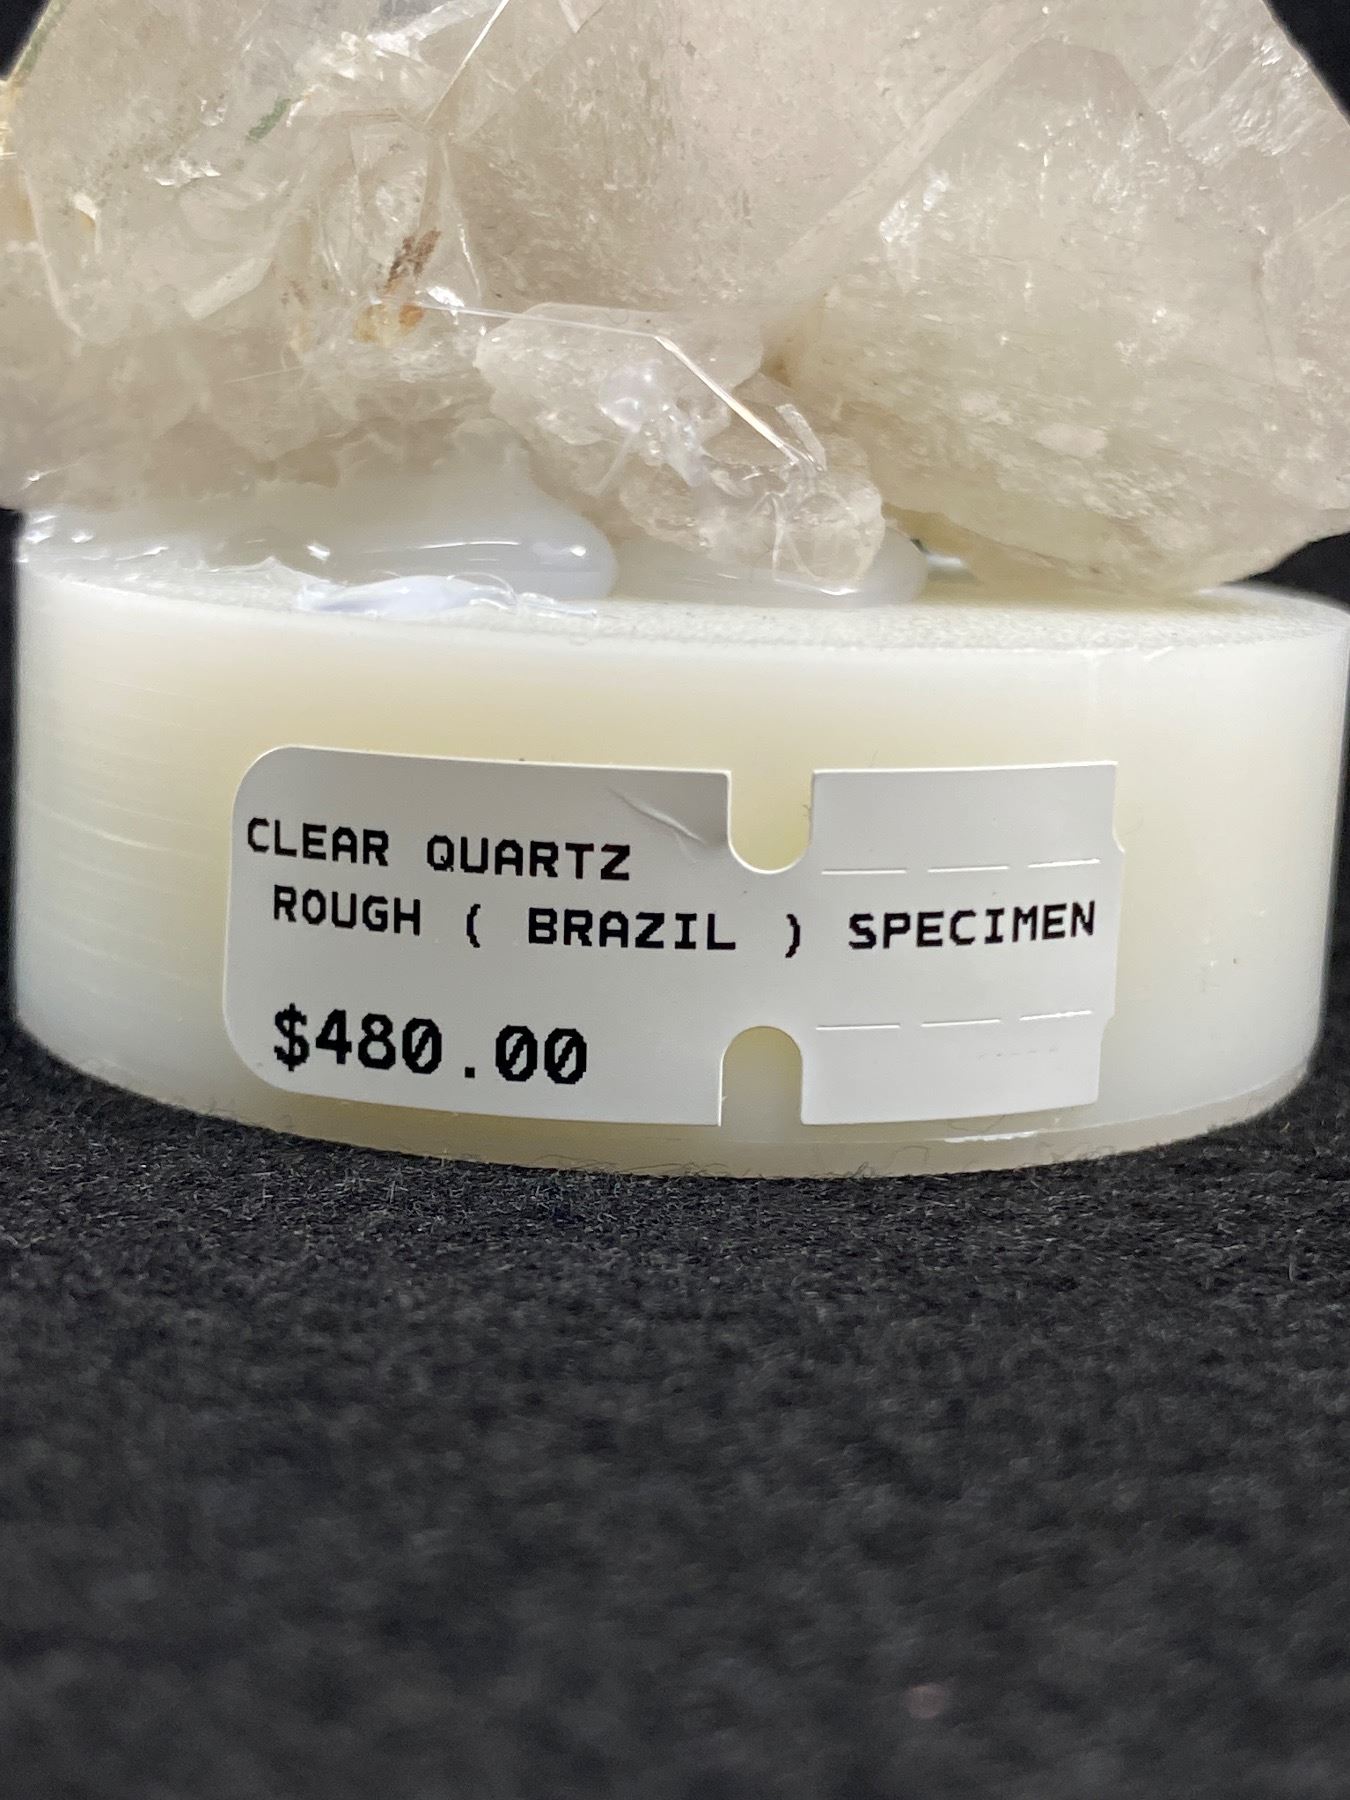 CLEAR QUARTZ
ROUGH ( BRAZIL ) SPECIMEN
$480.00